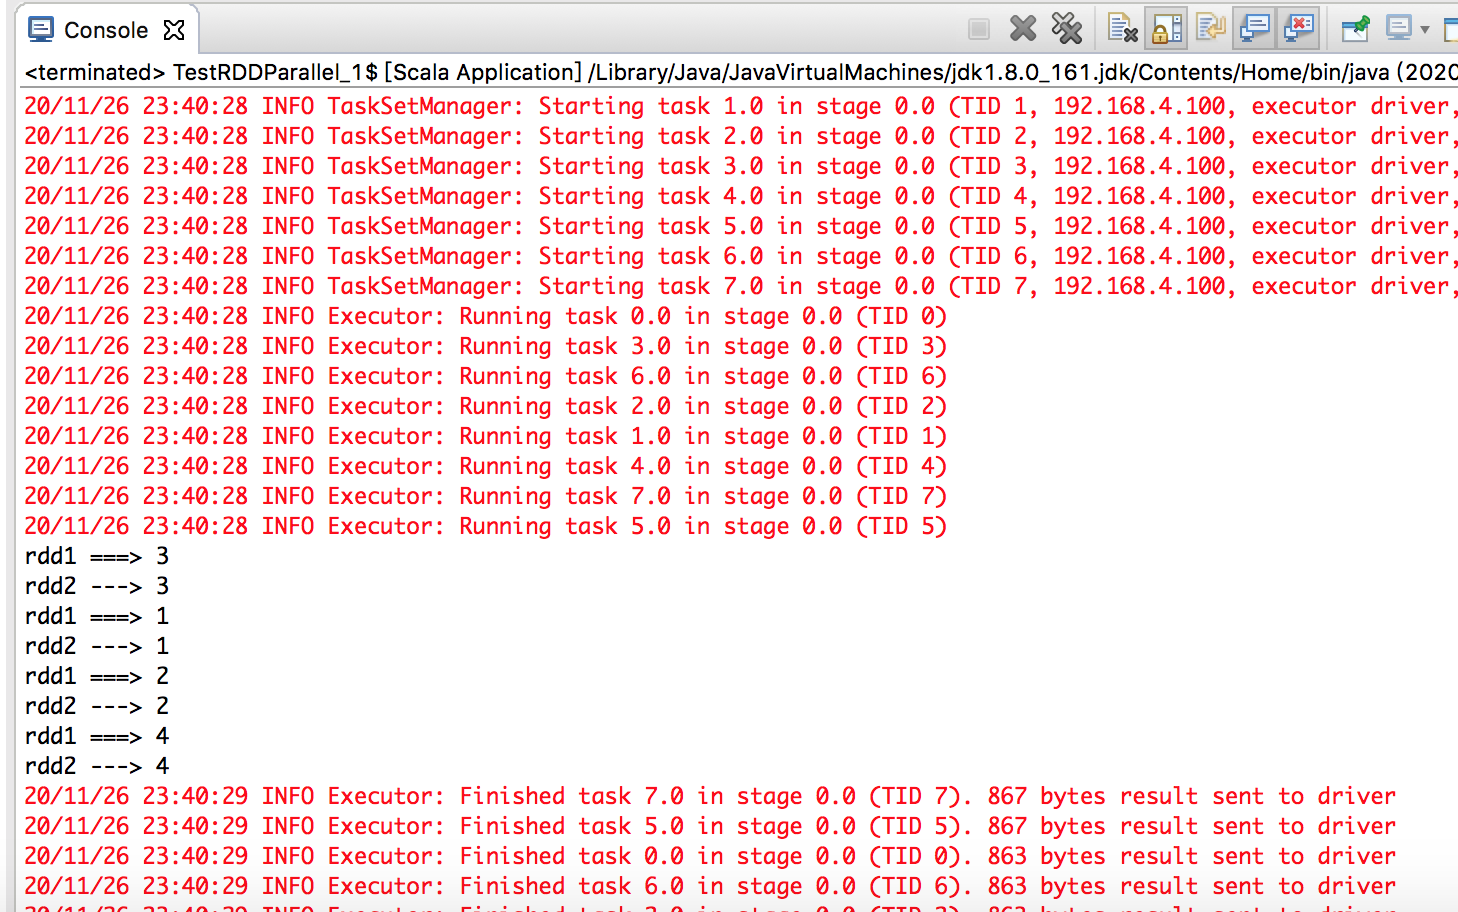 Console
<terminated> TestRDDParallel_1$ [Scala Application] /Library/Java/JavaVirtualMachines/jdk1.8.0_161.jdk/Contents/Home/bin/java (2020
20/11/26 23:40:28 INFO TaskSetManager: Starting task 1.0 in stage 0.0 (TID 1, 192.168.4.100, executor driver,
20/11/26 23:40:28 INFO TaskSetManager: Starting task 2.0 in stage 0.0 (TID 2, 192.168.4.100, executor driver,
20/11/26 23:40:28 INFO TaskSetManager: Starting task 3.0 in stage 0.0 (TID 3, 192.168.4.100, executor driver,
20/11/26 23:40:28 INFO TaskSetManager: Starting task 4.0 in stage 0.0 (TID 4, 192.168.4.100, executor driver,
20/11/26 23:40:28 INFO TaskSetManager: Starting task 5.0 in stage 0.0 (TID 5, 192.168.4.100, executor driver,
20/11/26 23:40:28 INFO TaskSetManager: Starting task 6.0 in stage 0.0 (TID 6, 192.168.4.100, executor driver,
20/11/26 23:40:28 INFO TaskSetManager: Starting task 7.0 in stage 0.0 (TID 7, 192.168.4.100, executor driver,
20/11/26 23:40:28 INFO Executor: Running task 0.0 in stage 0.0 (TID 0)
20/11/26 23:40:28 INFO Executor: Running task 3.0 in stage 0.0 (TID 3)
20/11/26 23:40:28 INFO Executor: Running task 6.0 in stage 0.0 (TID 6)
20/11/26 23:40:28 INFO Executor: Running task 2.0 in stage 0.0 (TID 2)
20/11/26 23:40:28 INFO Executor: Running task 1.0 in stage 0.0 (TID 1)
20/11/26 23:40:28 INFO Executor: Running task 4.0 in stage 0.0 (TID 4)
20/11/26 23:40:28 INFO Executor: Running task 7.0 in stage 0.0 (TID 7)
20/11/26 23:40:28 INFO Executor: Running task 5.0 in stage 0.0 (TID 5)
rdd1 ===> 3
rdd2 ---> 3
rdd1 ===> 1
rdd2 ---> 1
rdd1 ===> 2
rdd2 ---> 2
rdd1 ===> 4
rdd2 ---> 4
20/11/26 23:40:29 INFO Executor: Finished task 7.0 in stage 0.0 (TID 7). 867 bytes result sent to driver
20/11/26 23:40:29 INFO Executor: Finished task 5.0 in stage 0.0 (TID 5). 867 bytes result sent to driver
20/11/26 23:40:29 INFO Executor: Finished task 0.0 in stage 0.0 (TID 0). 863 bytes result sent to driver
20/11/26 23:40:29 INFO Executor: Finished task 6.0 in stage 0.0 (TID 6). 863 bytes result sent to driver